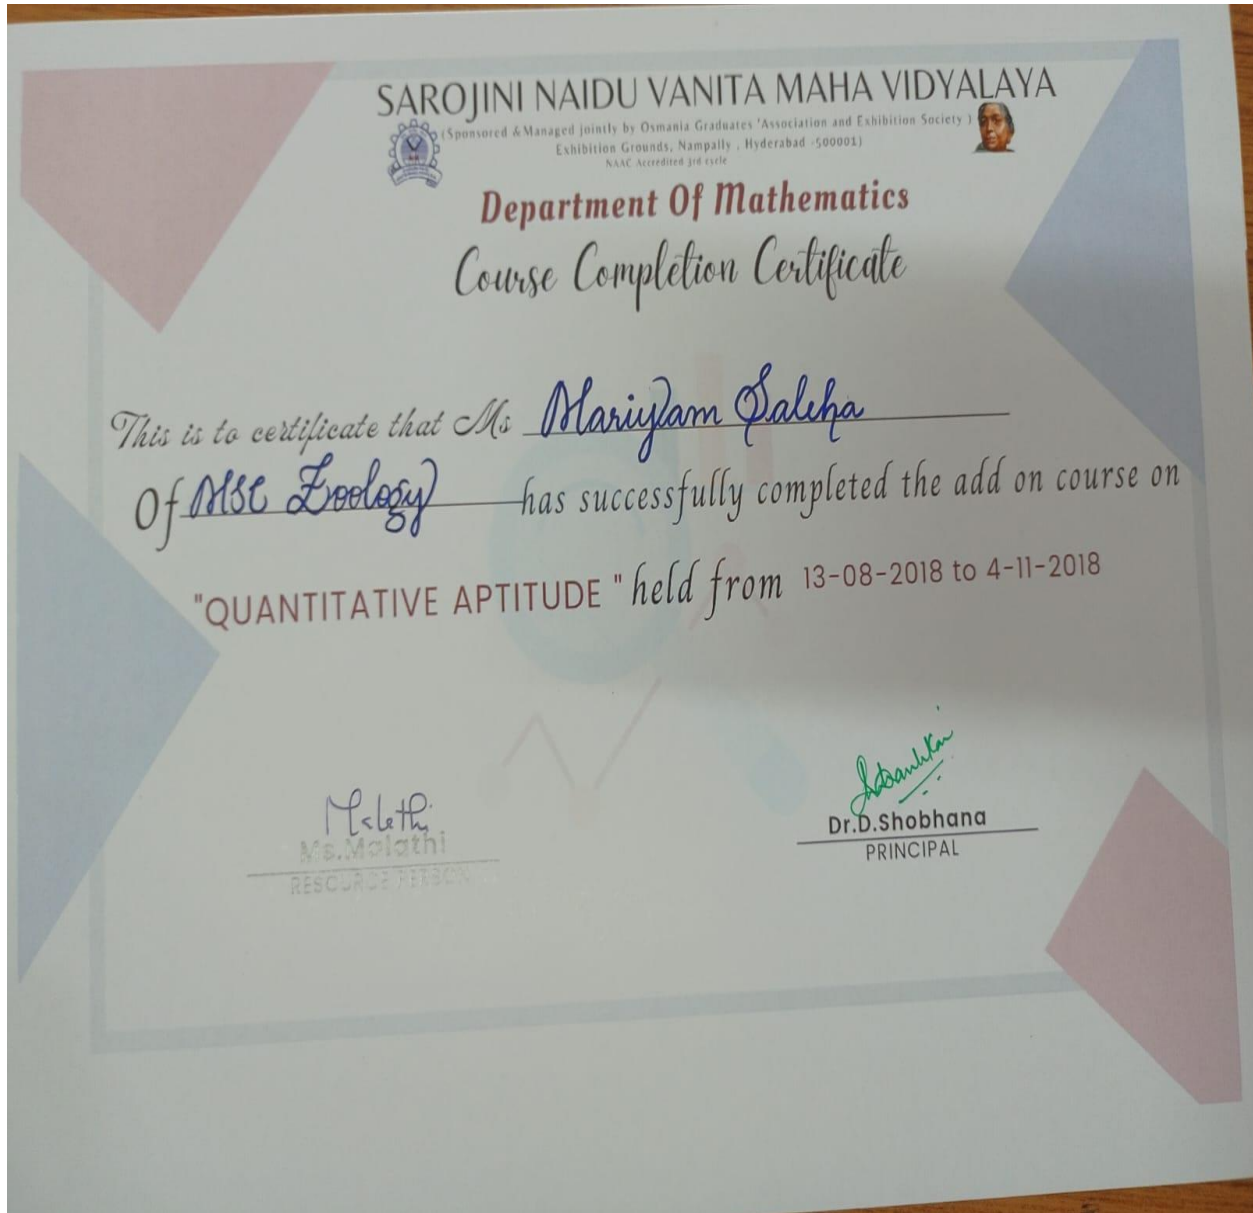 SAROJINI NAIDU VANITA MAHA VIDYALAYA
(Sponsored & Managed jointly by Osmania Graduates 'Association and Exhibition Society )
Exhibition Grounds, Nampally , Hyderabad -500001)
NAAC Accredited 3rd cycle
Department Of Mathematics
Course Completion Certificate
This is to certificate that Ms Mariyam Saleha
Of MSC Zoology has successfully completed the add on course on
"QUANTITATIVE APTITUDE " held from 13-08-2018 to 4-11-2018
Malathi
Ms.Malathi
RESOURCE PERSON
Dr.D.Shobhana
PRINCIPAL